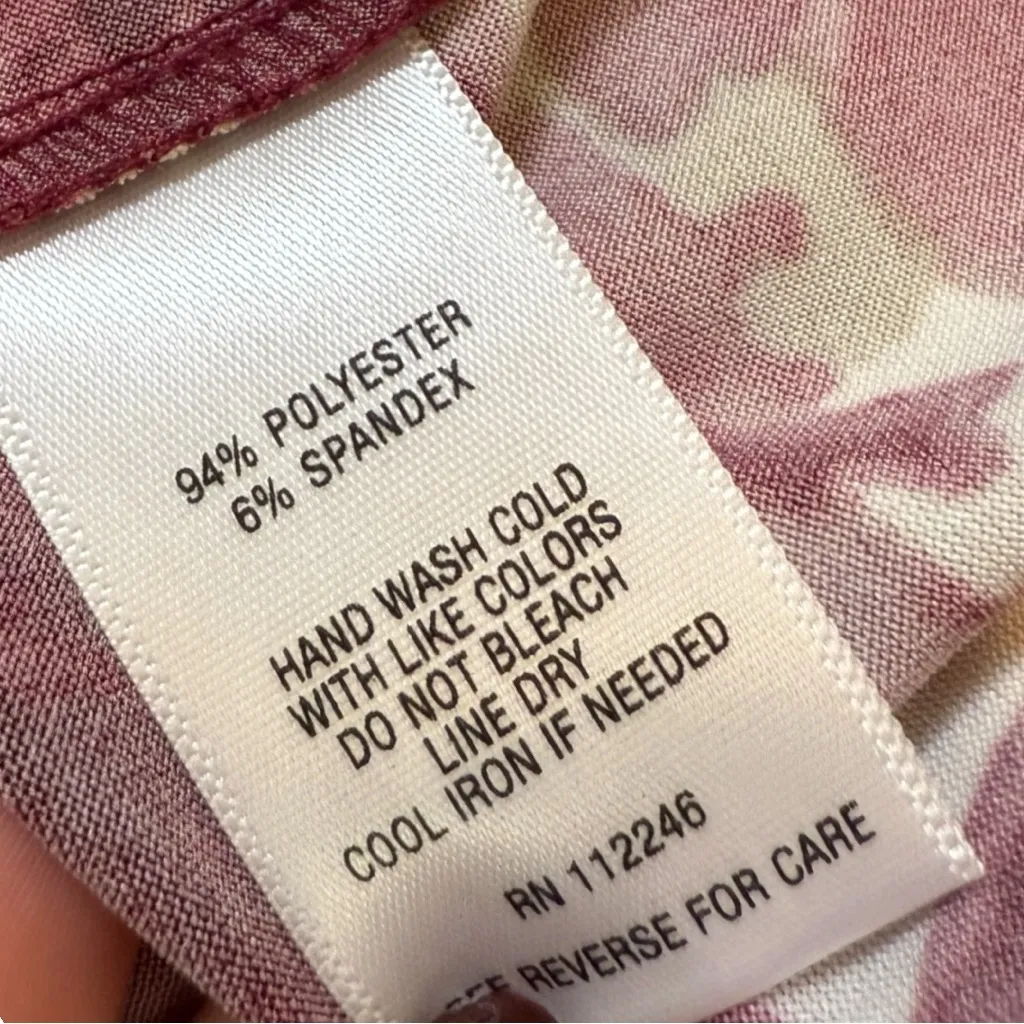 94% POLYESTER
6% SPANDEX
HAND WASH COLD
WITH LIKE COLORS
DO NOT BLEACH
LINE DRY
COOL IRON IF NEEDED
RN 112246
SEE REVERSE FOR CARE